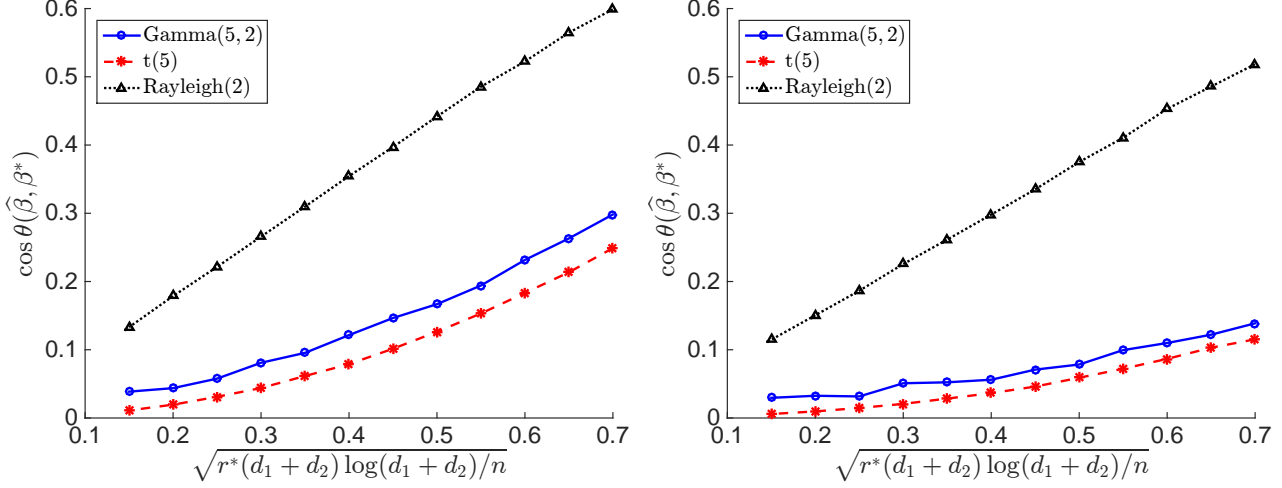 0.6
0.5
0.4
0.3
0.2
0.1
0
cos θ(β̂, β*)
Gamma(5, 2)
t(5)
Rayleigh(2)
0.1 0.2 0.3 0.4 0.5 0.6 0.7
√r*(d₁ + d₂) log(d₁ + d₂)/n
0.6
0.5
0.4
0.3
0.2
0.1
0
cos θ(β̂, β*)
Gamma(5, 2)
t(5)
Rayleigh(2)
0.1 0.2 0.3 0.4 0.5 0.6 0.7
√r*(d₁ + d₂) log(d₁ + d₂)/n